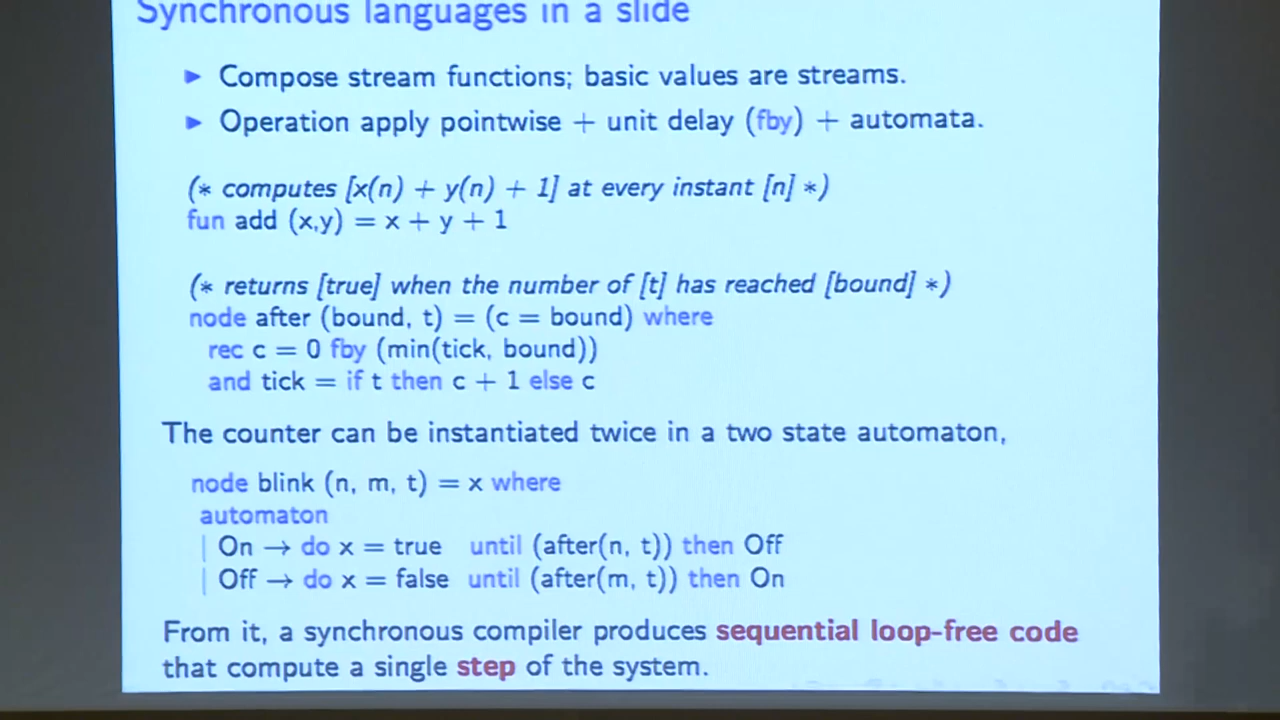 Synchronous languages in a slide
▶ Compose stream functions; basic values are streams.
▶ Operation apply pointwise + unit delay (fby) + automata.
(* computes [x(n) + y(n) + 1] at every instant [n] *)
fun add (x,y) = x + y + 1
(* returns [true] when the number of [t] has reached [bound] *)
node after (bound, t) = (c = bound) where
rec c = 0 fby (min(tick, bound))
and tick = if t then c + 1 else c
The counter can be instantiated twice in a two state automaton,
node blink (n, m, t) = x where
automaton
| On → do x = true until (after(n, t)) then Off
| Off → do x = false until (after(m, t)) then On
From it, a synchronous compiler produces sequential loop-free code
that compute a single step of the system.